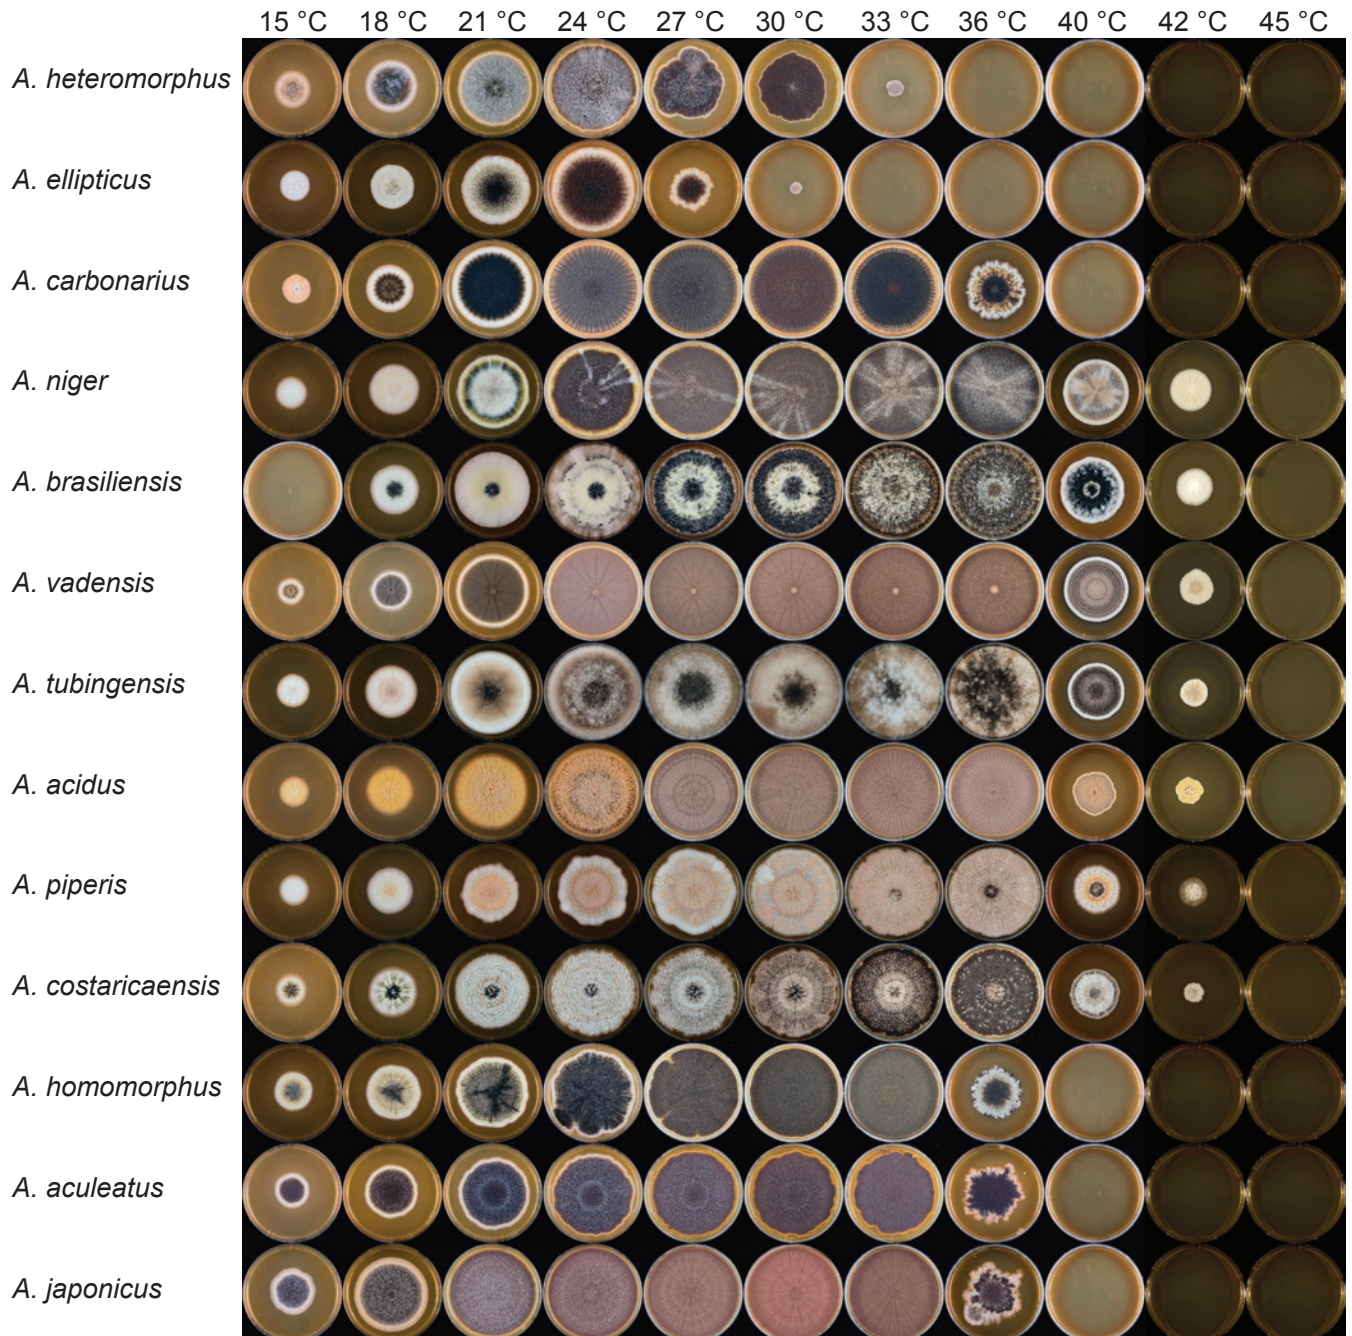 15 °C 18 °C 21 °C 24 °C 27 °C 30 °C 33 °C 36 °C 40 °C 42 °C 45 °C
A. heteromorphus
A. ellipticus
A. carbonarius
A. niger
A. brasiliensis
A. vadensis
A. tubingensis
A. acidus
A. piperis
A. costaricaensis
A. homomorphus
A. aculeatus
A. japonicus